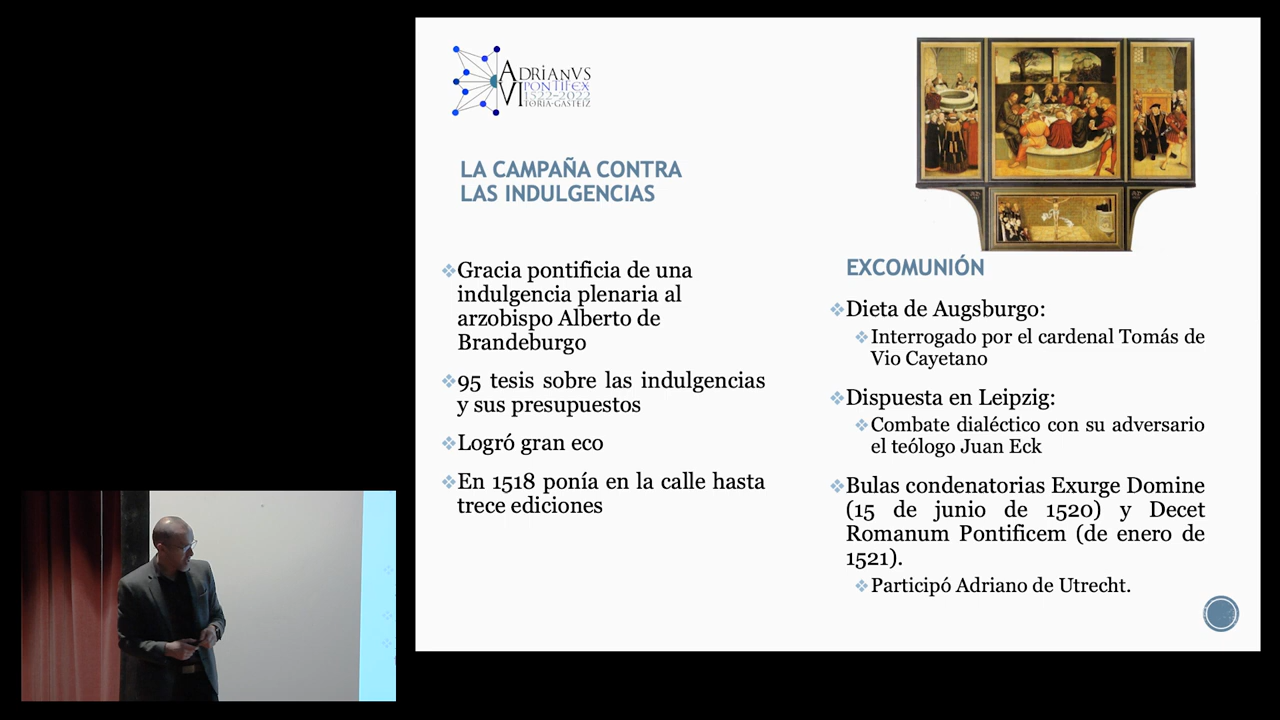 ADRIANVS
VI PONTIFEX
1522-2022
VITORIA-GASTEIZ
LA CAMPAÑA CONTRA
LAS INDULGENCIAS
Gracia pontificia de una
indulgencia plenaria al
arzobispo Alberto de
Brandeburgo
95 tesis sobre las indulgencias
y sus presupuestos
Logró gran eco
En 1518 ponía en la calle hasta
trece ediciones
EXCOMUNIÓN
Dieta de Augsburgo:
Interrogado por el cardenal Tomás de
Vio Cayetano
Dispuesta en Leipzig:
Combate dialéctico con su adversario
el teólogo Juan Eck
Bulas condenatorias Exurge Domine
(15 de junio de 1520) y Decet
Romanum Pontificem (de enero de
1521).
Participó Adriano de Utrecht.